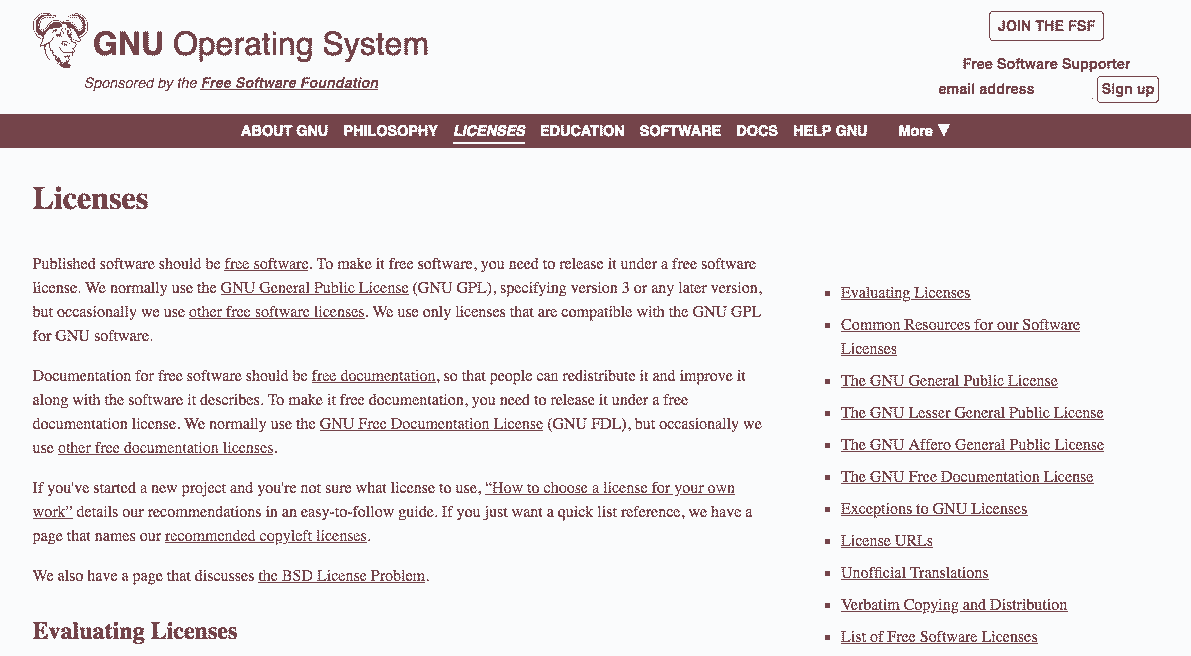 GNU Operating System
Sponsored by the Free Software Foundation
JOIN THE FSF
Free Software Supporter
email address
Sign up
ABOUT GNU PHILOSOPHY LICENSES EDUCATION SOFTWARE DOCS HELP GNU More ▼
Licenses
Published software should be free software. To make it free software, you need to release it under a free software
license. We normally use the GNU General Public License (GNU GPL), specifying version 3 or any later version,
but occasionally we use other free software licenses. We use only licenses that are compatible with the GNU GPL
for GNU software.
Documentation for free software should be free documentation, so that people can redistribute it and improve it
along with the software it describes. To make it free documentation, you need to release it under a free
documentation license. We normally use the GNU Free Documentation License (GNU FDL), but occasionally we
use other free documentation licenses.
If you've started a new project and you're not sure what license to use, “How to choose a license for your own
work” details our recommendations in an easy-to-follow guide. If you just want a quick list reference, we have a
page that names our recommended copyleft licenses.
We also have a page that discusses the BSD License Problem.
Evaluating Licenses
Evaluating Licenses
Common Resources for our Software
Licenses
The GNU General Public License
The GNU Lesser General Public License
The GNU Affero General Public License
The GNU Free Documentation License
Exceptions to GNU Licenses
License URLs
Unofficial Translations
Verbatim Copying and Distribution
List of Free Software Licenses